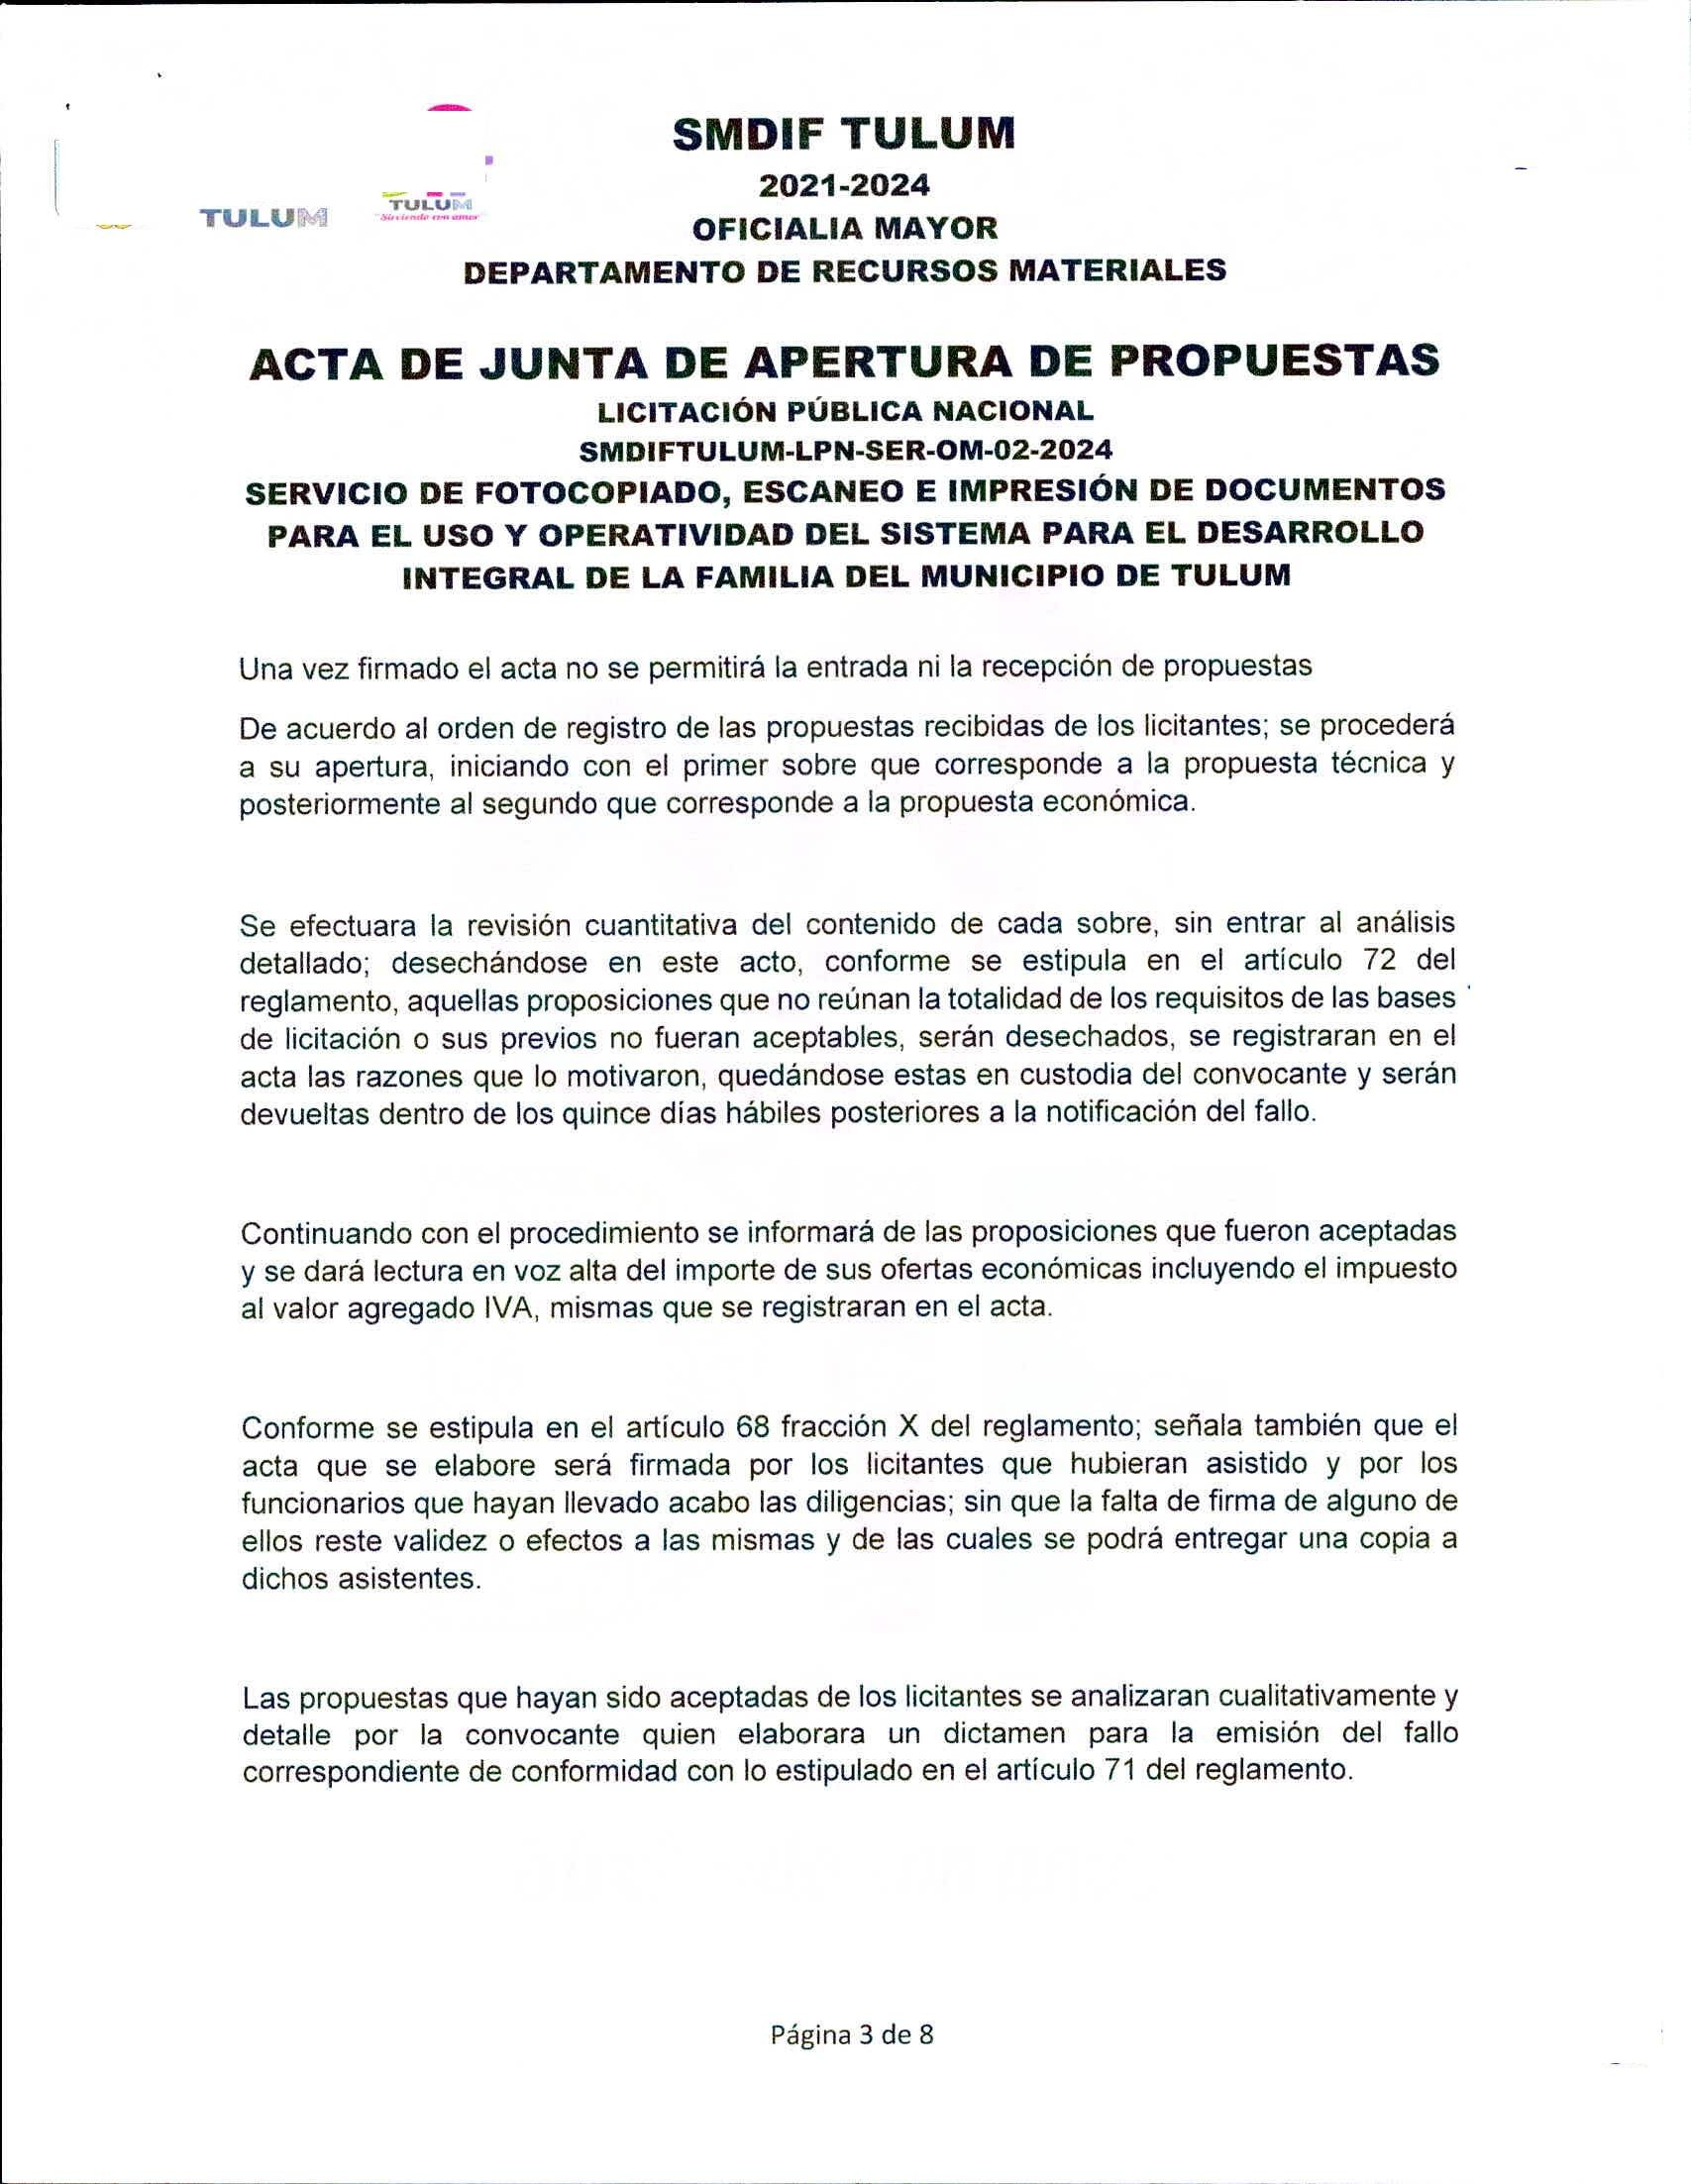 SMDIF TULUM
2021-2024
TULUM
TULUM
"Sirviendo con amor"
OFICIALIA MAYOR
DEPARTAMENTO DE RECURSOS MATERIALES
ACTA DE JUNTA DE APERTURA DE PROPUESTAS
LICITACIÓN PÚBLICA NACIONAL
SMDIFTULUM-LPN-SER-OM-02-2024
SERVICIO DE FOTOCOPIADO, ESCANEO E IMPRESIÓN DE DOCUMENTOS
PARA EL USO Y OPERATIVIDAD DEL SISTEMA PARA EL DESARROLLO
INTEGRAL DE LA FAMILIA DEL MUNICIPIO DE TULUM
Una vez firmado el acta no se permitirá la entrada ni la recepción de propuestas
De acuerdo al orden de registro de las propuestas recibidas de los licitantes; se procederá
a su apertura, iniciando con el primer sobre que corresponde a la propuesta técnica y
posteriormente al segundo que corresponde a la propuesta económica.
Se efectuara la revisión cuantitativa del contenido de cada sobre, sin entrar al análisis
detallado; desechándose en este acto, conforme se estipula en el artículo 72 del
reglamento, aquellas proposiciones que no reúnan la totalidad de los requisitos de las bases
de licitación o sus previos no fueran aceptables, serán desechados, se registraran en el
acta las razones que lo motivaron, quedándose estas en custodia del convocante y serán
devueltas dentro de los quince días hábiles posteriores a la notificación del fallo.
Continuando con el procedimiento se informará de las proposiciones que fueron aceptadas
y se dará lectura en voz alta del importe de sus ofertas económicas incluyendo el impuesto
al valor agregado IVA, mismas que se registraran en el acta.
Conforme se estipula en el artículo 68 fracción X del reglamento; señala también que el
acta que se elabore será firmada por los licitantes que hubieran asistido y por los
funcionarios que hayan llevado acabo las diligencias; sin que la falta de firma de alguno de
ellos reste validez o efectos a las mismas y de las cuales se podrá entregar una copia a
dichos asistentes.
Las propuestas que hayan sido aceptadas de los licitantes se analizaran cualitativamente y
detalle por la convocante quien elaborara un dictamen para la emisión del fallo
correspondiente de conformidad con lo estipulado en el artículo 71 del reglamento.
Página 3 de 8